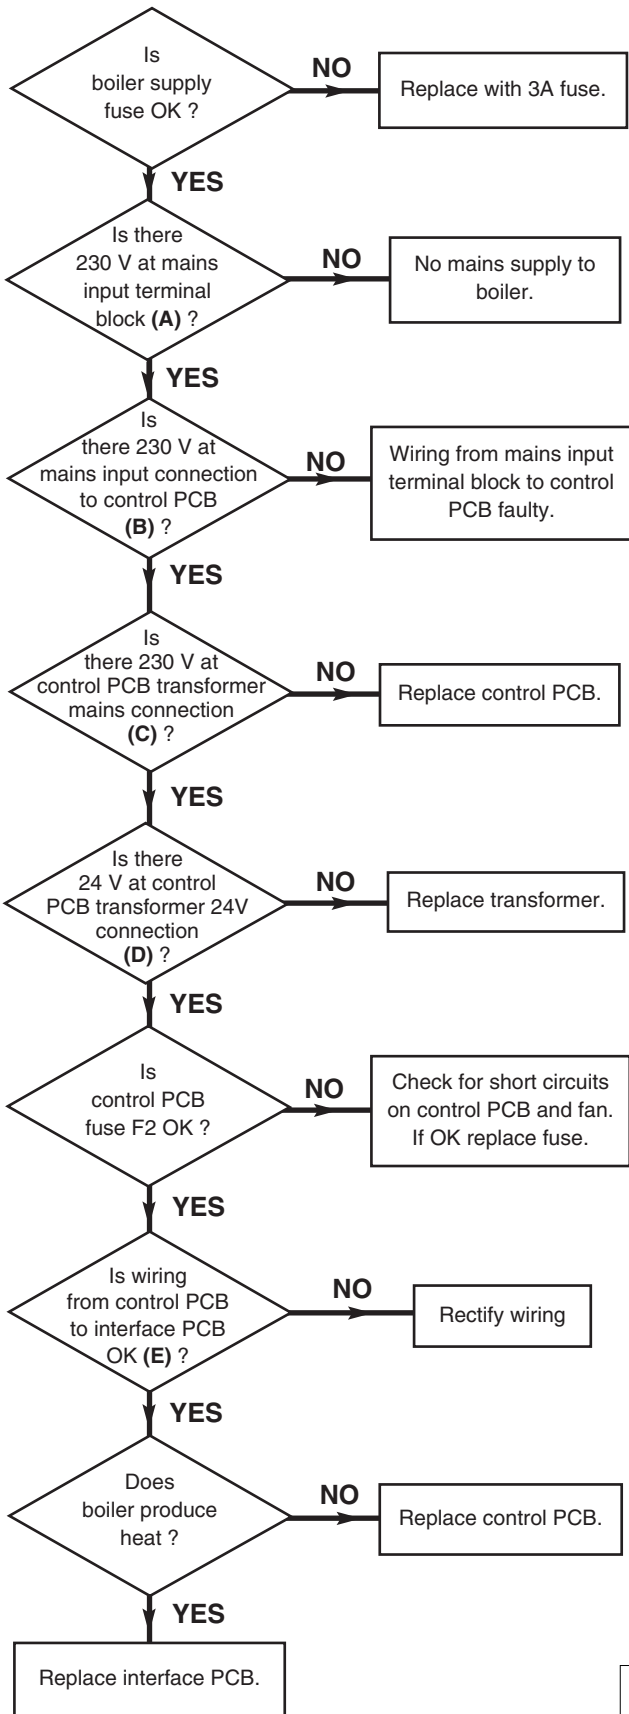 Is
boiler supply
fuse OK ?
NO
Replace with 3A fuse.
YES
Is there
230 V at mains
input terminal
block (A) ?
NO
No mains supply to
boiler.
YES
Is
there 230 V at
mains input connection
to control PCB
(B) ?
NO
Wiring from mains input
terminal block to control
PCB faulty.
YES
Is
there 230 V at
control PCB transformer
mains connection
(C) ?
NO
Replace control PCB.
YES
Is there
24 V at control
PCB transformer 24V
connection
(D) ?
NO
Replace transformer.
YES
Is
control PCB
fuse F2 OK ?
NO
Check for short circuits
on control PCB and fan.
If OK replace fuse.
YES
Is wiring
from control PCB
to interface PCB
OK (E) ?
NO
Rectify wiring
YES
Does
boiler produce
heat ?
NO
Replace control PCB.
YES
Replace interface PCB.